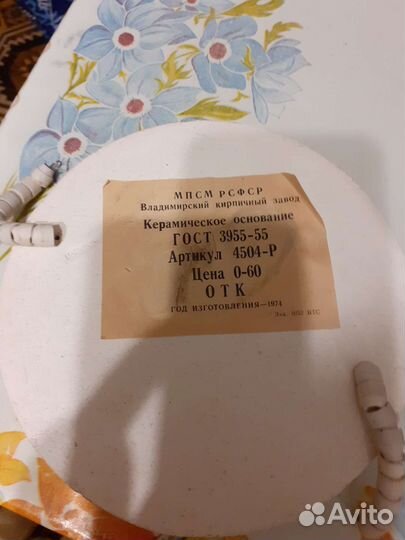 МПСМ РСФСР
Владимирский кирпичный завод
Керамическое основание
ГОСТ 3955-55
Артикул 4504-Р
Цена 0-60
ОТК
ГОД ИЗГОТОВЛЕНИЯ—1974
Avito